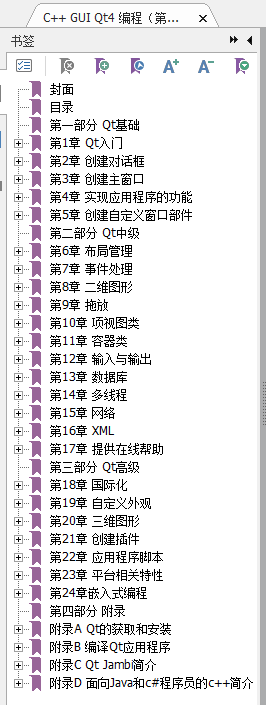 C++ GUI Qt4 编程（第...
书签
封面
目录
第一部分 Qt基础
第1章 Qt入门
第2章 创建对话框
第3章 创建主窗口
第4章 实现应用程序的功能
第5章 创建自定义窗口部件
第二部分 Qt中级
第6章 布局管理
第7章 事件处理
第8章 二维图形
第9章 拖放
第10章 项视图类
第11章 容器类
第12章 输入与输出
第13章 数据库
第14章 多线程
第15章 网络
第16章 XML
第17章 提供在线帮助
第三部分 Qt高级
第18章 国际化
第19章 自定义外观
第20章 三维图形
第21章 创建插件
第22章 应用程序脚本
第23章 平台相关特性
第24章嵌入式编程
第四部分 附录
附录A Qt的获取和安装
附录B 编译Qt应用程序
附录C Qt Jambi简介
附录D 面向Java和c#程序员的c++简介